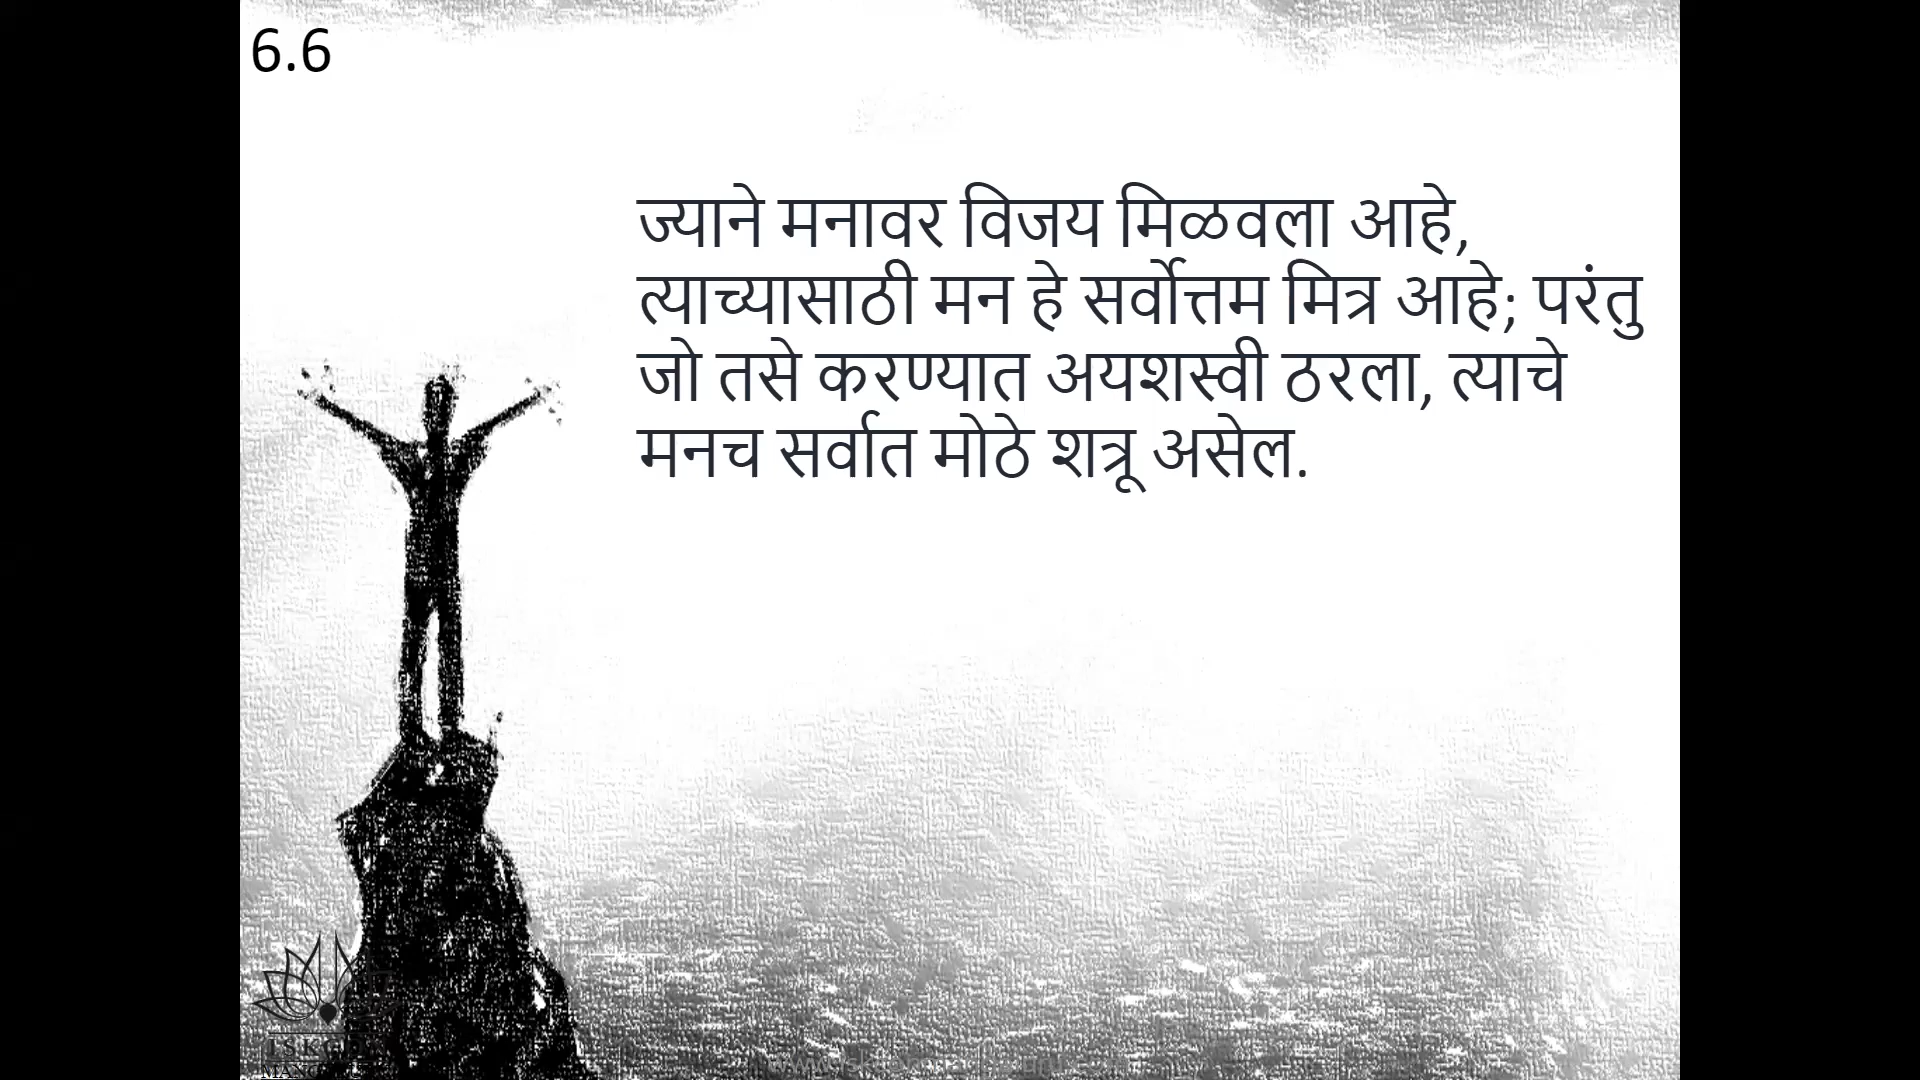 6.6
ज्याने मनावर विजय मिळवला आहे,
त्याच्यासाठी मन हे सर्वोत्तम मित्र आहे; परंतु
जो तसे करण्यात अयशस्वी ठरला, त्याचे
मनच सर्वात मोठे शत्रू असेल.